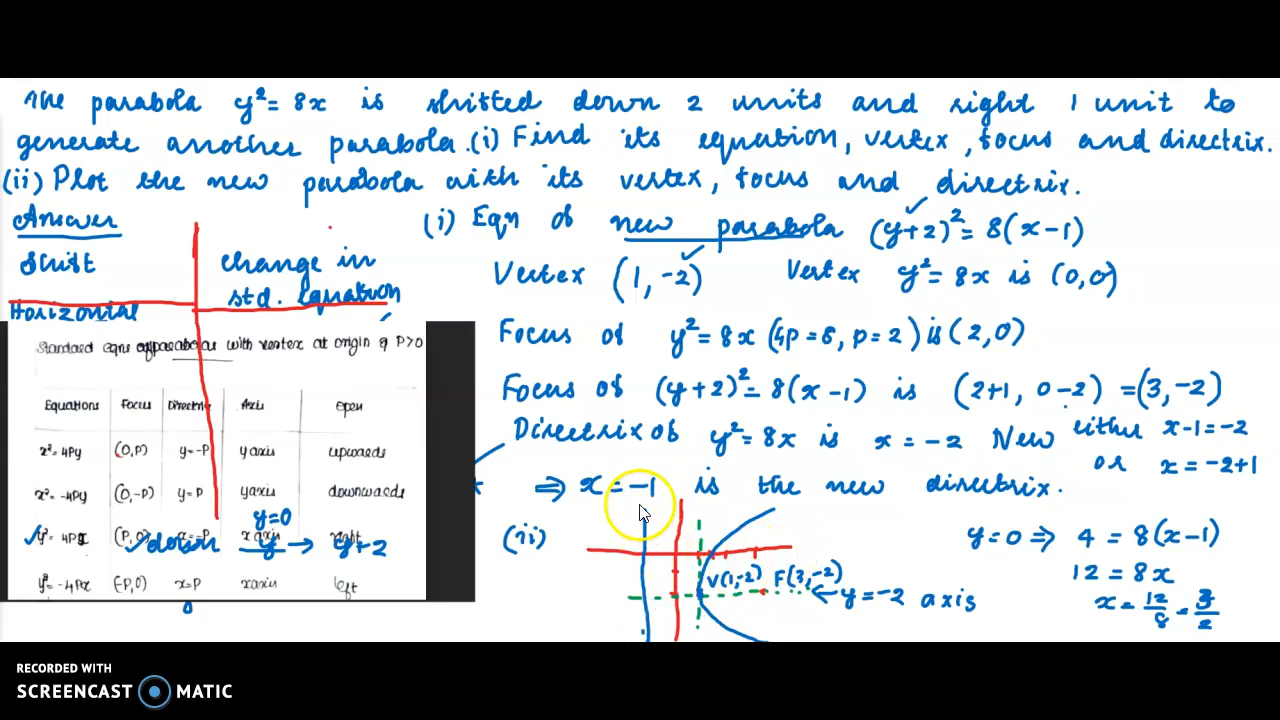 The parabola y² = 8x is shifted down 2 units and right 1 unit to
generate another parabola. (i) Find its equation, vertex, focus and directrix.
(ii) Plot the new parabola with its vertex, focus and directrix.
Answer
Shift
change in
std. equation
Horizontal
Standard eqns of parabolas with vertex at origin & P>0
Equations Focus Directrix Axis Open
x²=4Py (0,P) y=-P y axis upwards
x²=-4Py (0,-P) y=P y axis downwards
y=0
y²=4Px (P,0) x=-P x axis right
down y → y+2
y²=-4Px (-P,0) x=P x axis left
(i) Eqn of new parabola (y+2)² = 8(x-1)
Vertex (1,-2) Vertex y² = 8x is (0,0)
Focus of y² = 8x (4p=8, p=2) is (2,0)
Focus of (y+2)² = 8(x-1) is (2+1, 0-2) = (3,-2)
Directrix of y² = 8x is x = -2 New either x-1=-2
or x = -2+1
⇒ x = -1 is the new directrix.
(ii)
V(1,-2) F(3,-2)
← y = -2 axis
y=0 ⇒ 4 = 8(x-1)
12 = 8x
x = 12/8 = 3/2
RECORDED WITH
SCREENCAST MATIC